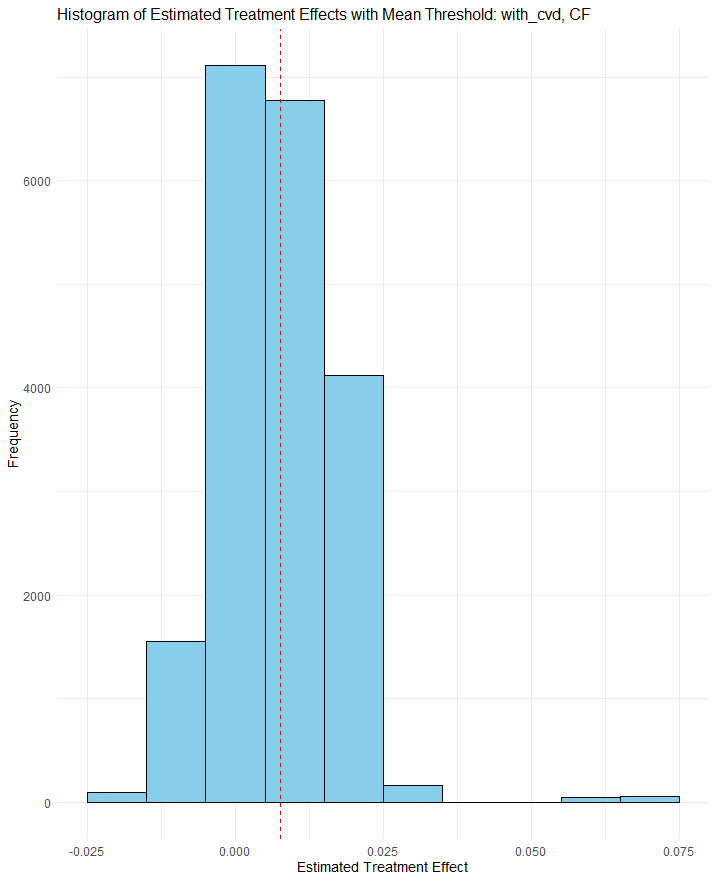 Histogram of Estimated Treatment Effects with Mean Threshold: with_cvd, CF
Frequency
6000
4000
2000
0
-0.025 0.000 0.025 0.050 0.075
Estimated Treatment Effect